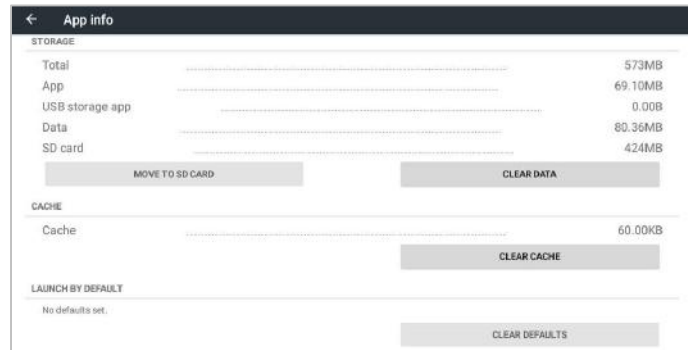 ← App info
STORAGE
Total 573MB
App 69.10MB
USB storage app 0.00B
Data 80.36MB
SD card 424MB
MOVE TO SD CARD CLEAR DATA
CACHE
Cache 60.00KB
CLEAR CACHE
LAUNCH BY DEFAULT
No defaults set.
CLEAR DEFAULTS